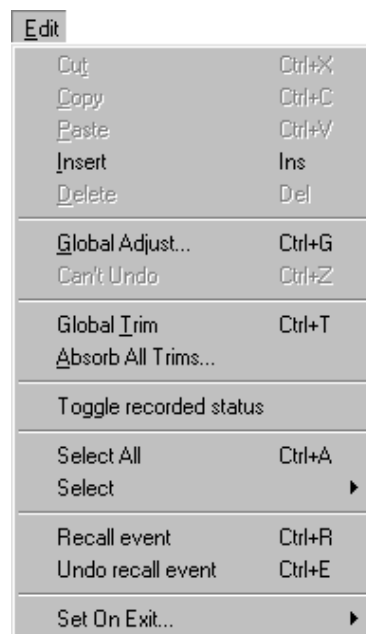 Edit
Cut Ctrl+X
Copy Ctrl+C
Paste Ctrl+V
Insert Ins
Delete Del
Global Adjust... Ctrl+G
Can't Undo Ctrl+Z
Global Trim Ctrl+T
Absorb All Trims...
Toggle recorded status
Select All Ctrl+A
Select
Recall event Ctrl+R
Undo recall event Ctrl+E
Set On Exit...